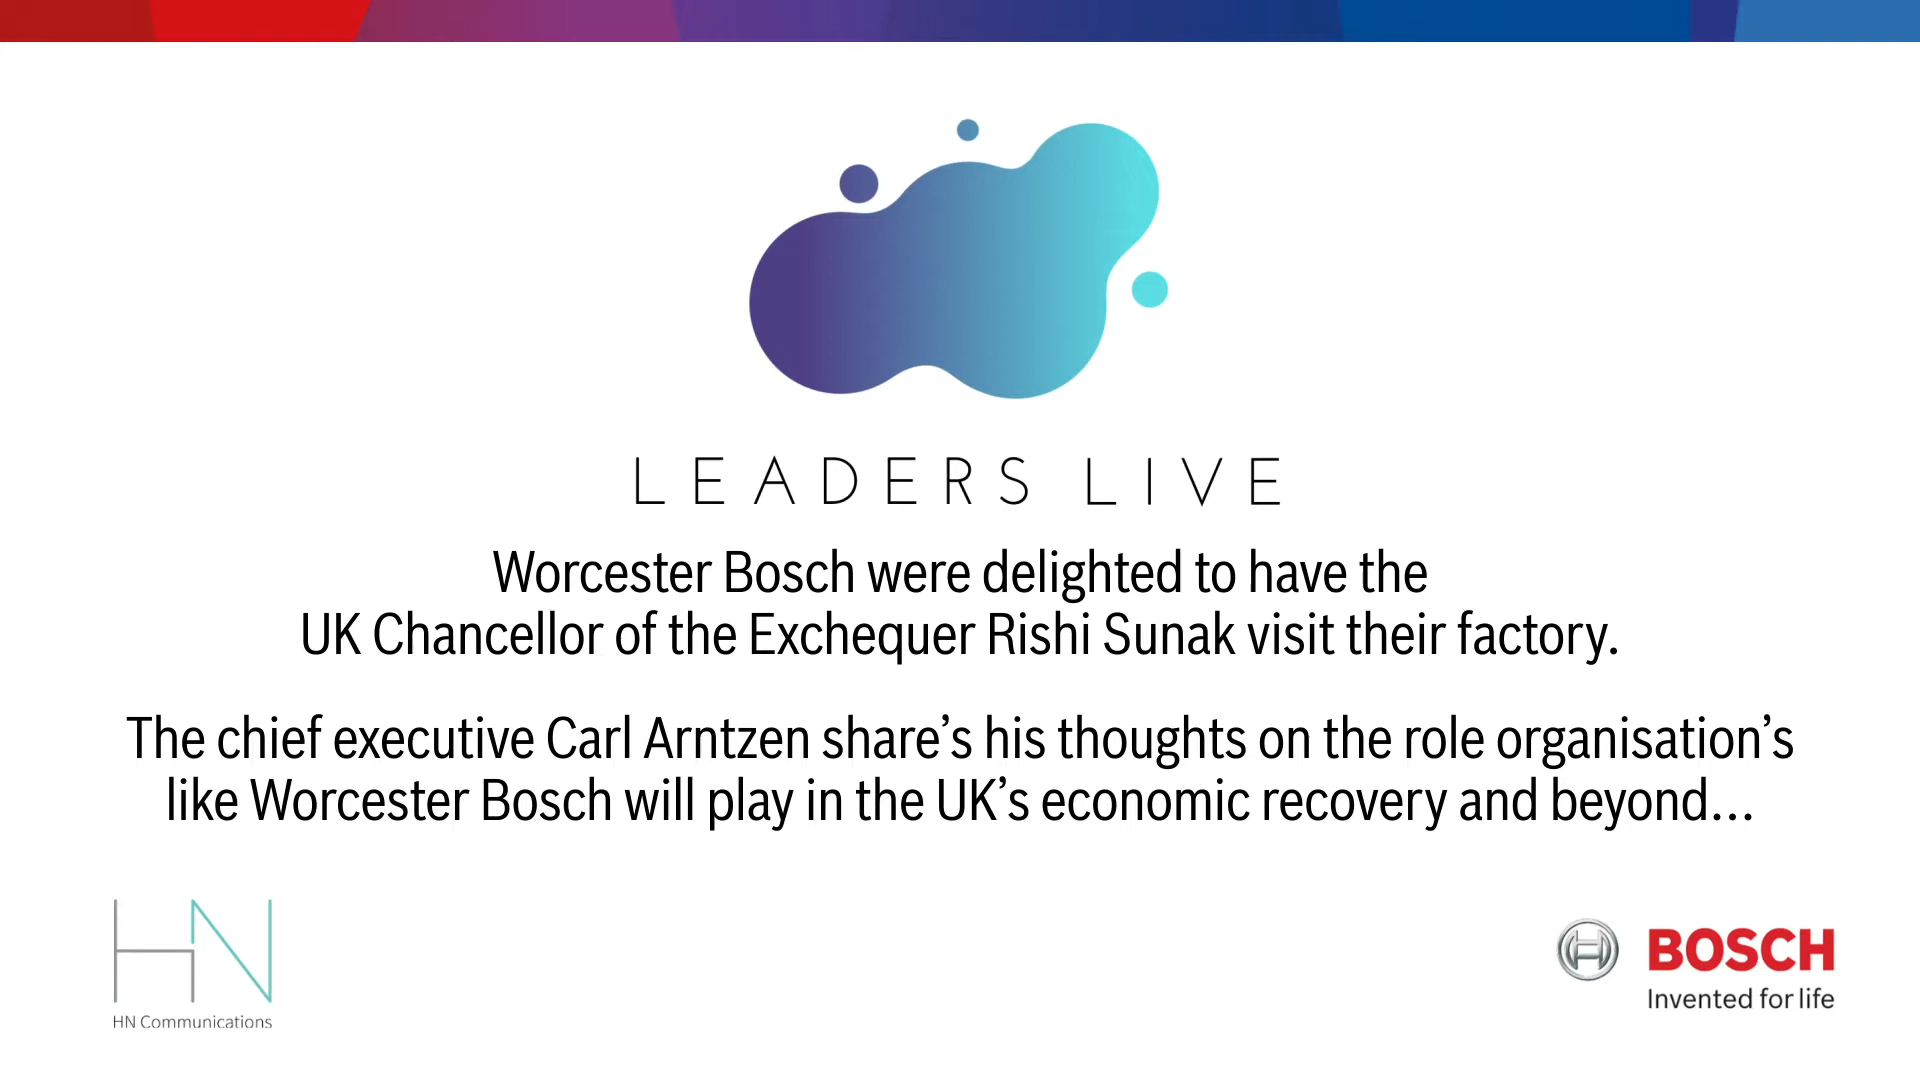 LEADERS LIVE
Worcester Bosch were delighted to have the
UK Chancellor of the Exchequer Rishi Sunak visit their factory.
The chief executive Carl Arntzen share’s his thoughts on the role organisation’s
like Worcester Bosch will play in the UK’s economic recovery and beyond...
HN
HN Communications
BOSCH
Invented for life